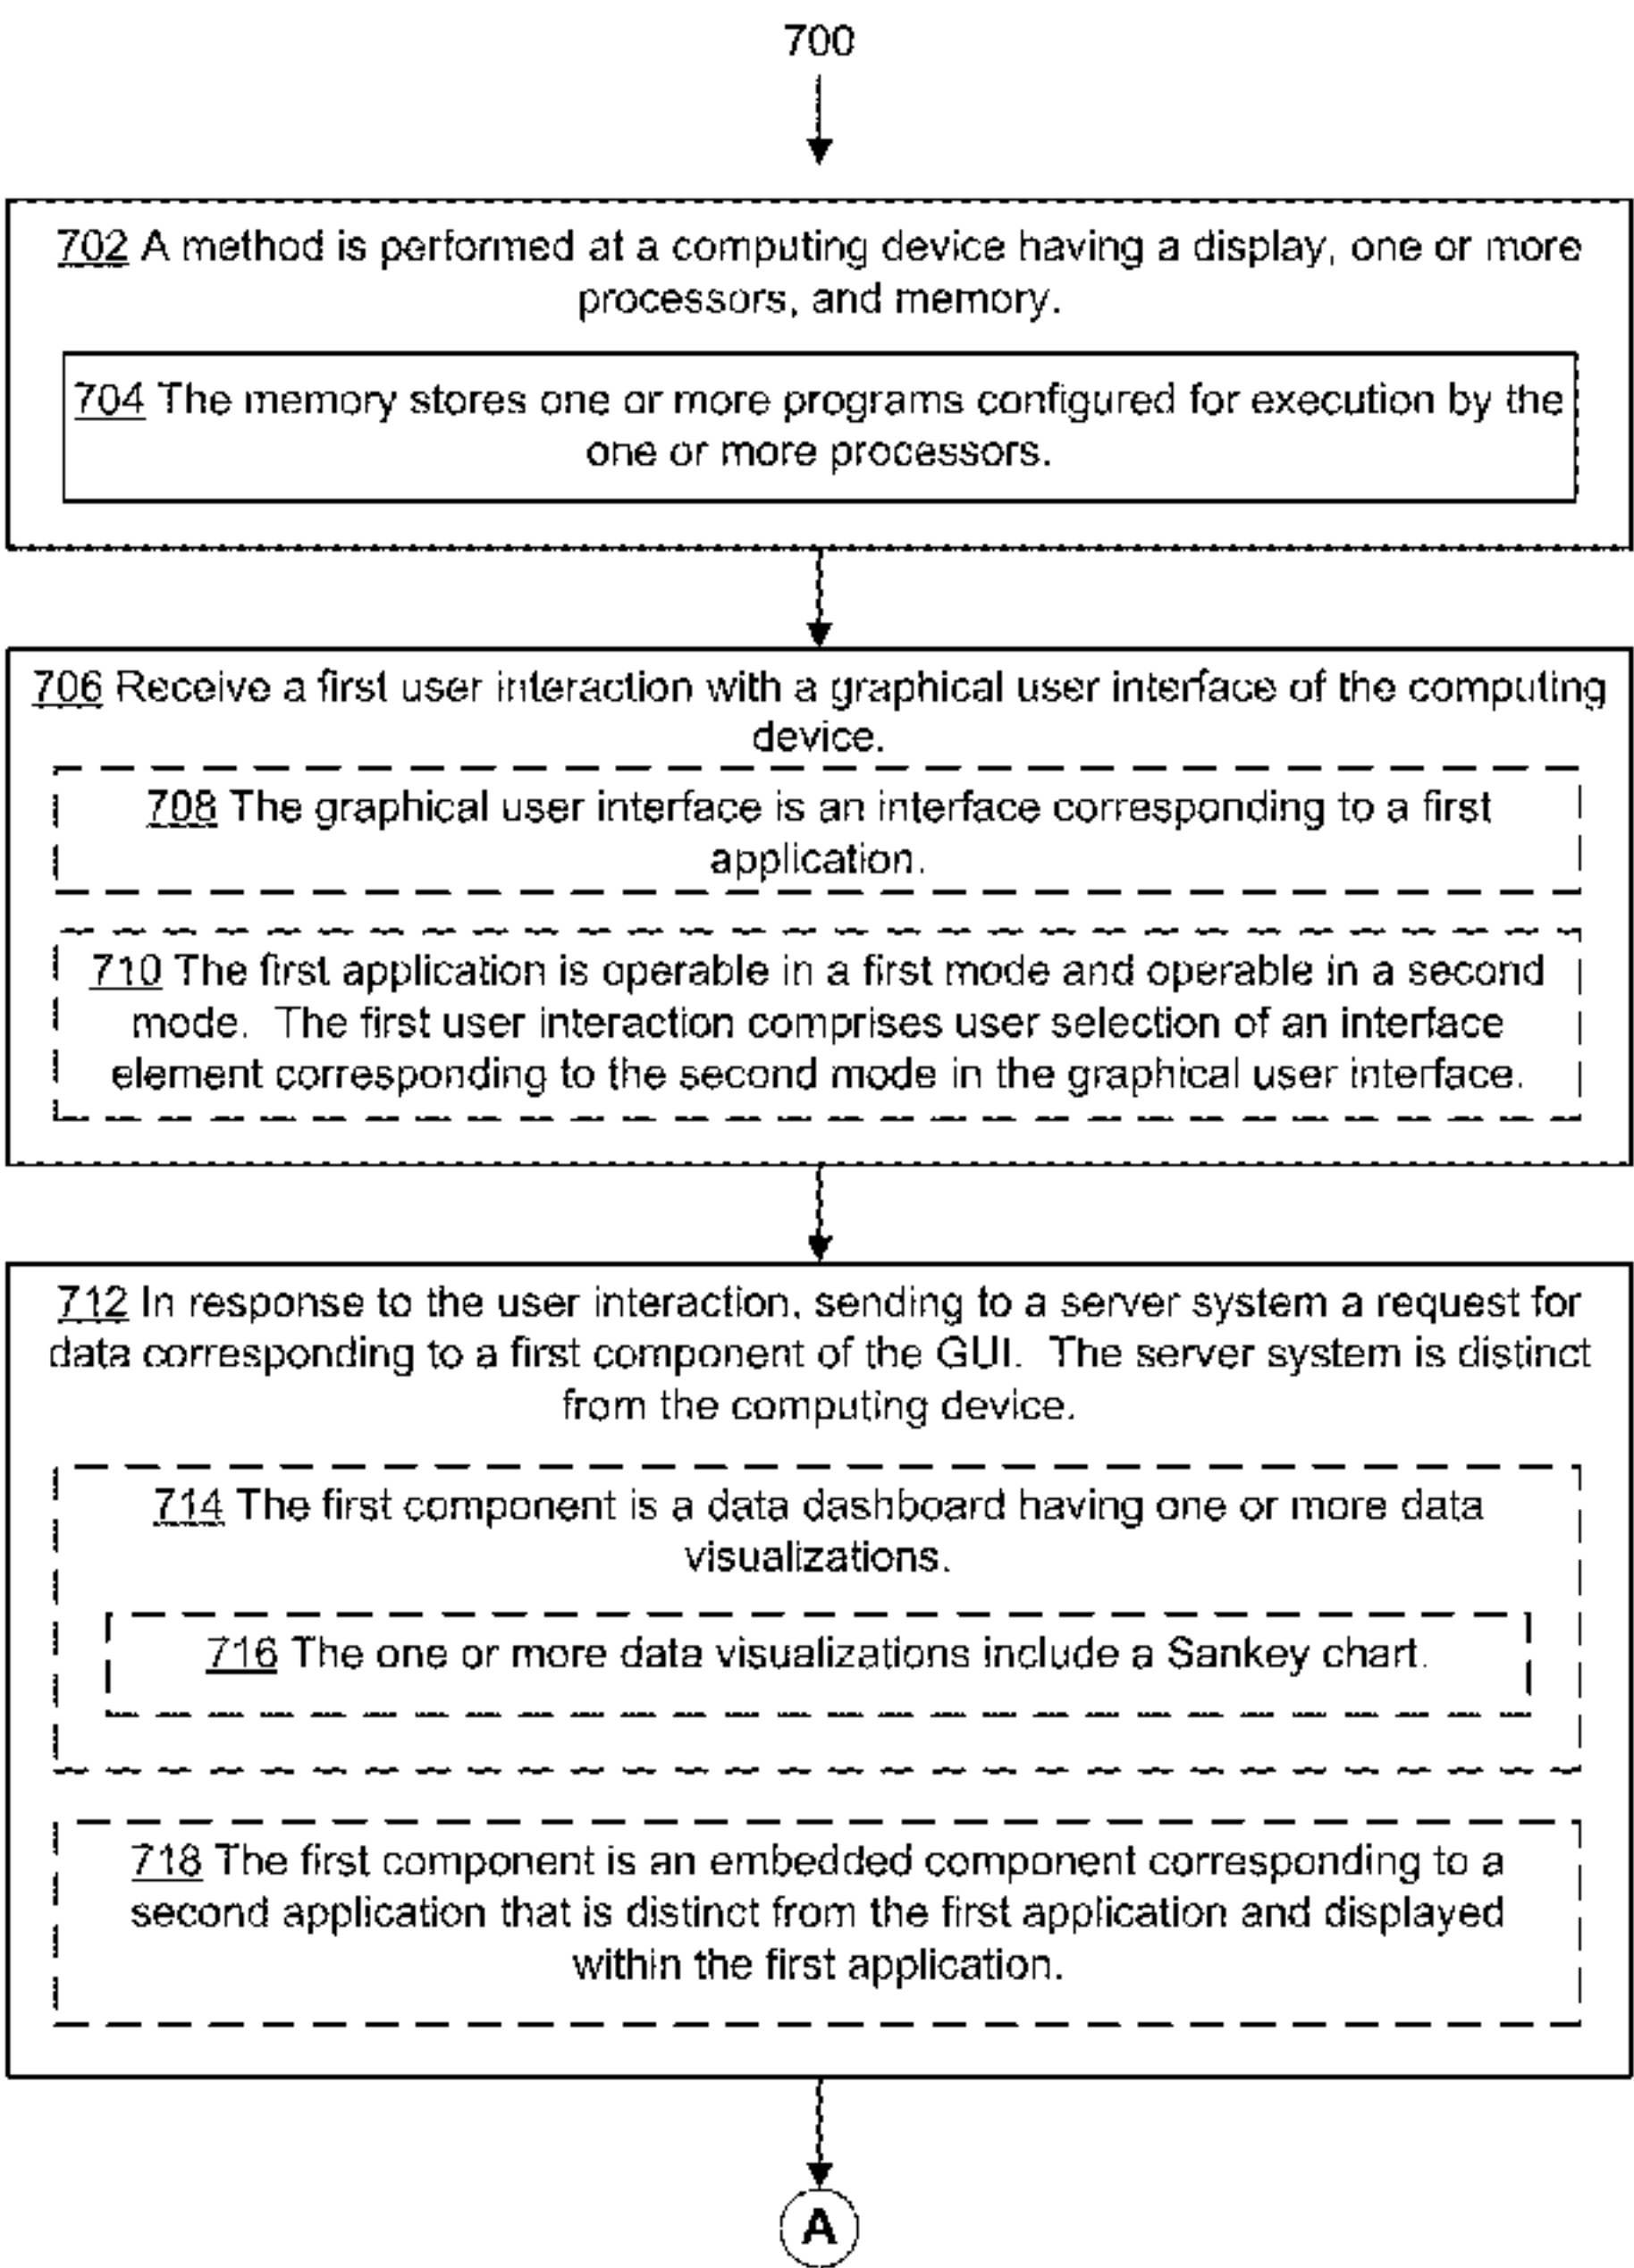 700
702 A method is performed at a computing device having a display, one or more
processors, and memory.
704 The memory stores one or more programs configured for execution by the
one or more processors.
706 Receive a first user interaction with a graphical user interface of the computing
device.
708 The graphical user interface is an interface corresponding to a first
application.
710 The first application is operable in a first mode and operable in a second
mode.  The first user interaction comprises user selection of an interface
element corresponding to the second mode in the graphical user interface.
712 In response to the user interaction, sending to a server system a request for
data corresponding to a first component of the GUI.  The server system is distinct
from the computing device.
714 The first component is a data dashboard having one or more data
visualizations.
716 The one or more data visualizations include a Sankey chart.
718 The first component is an embedded component corresponding to a
second application that is distinct from the first application and displayed
within the first application.
A